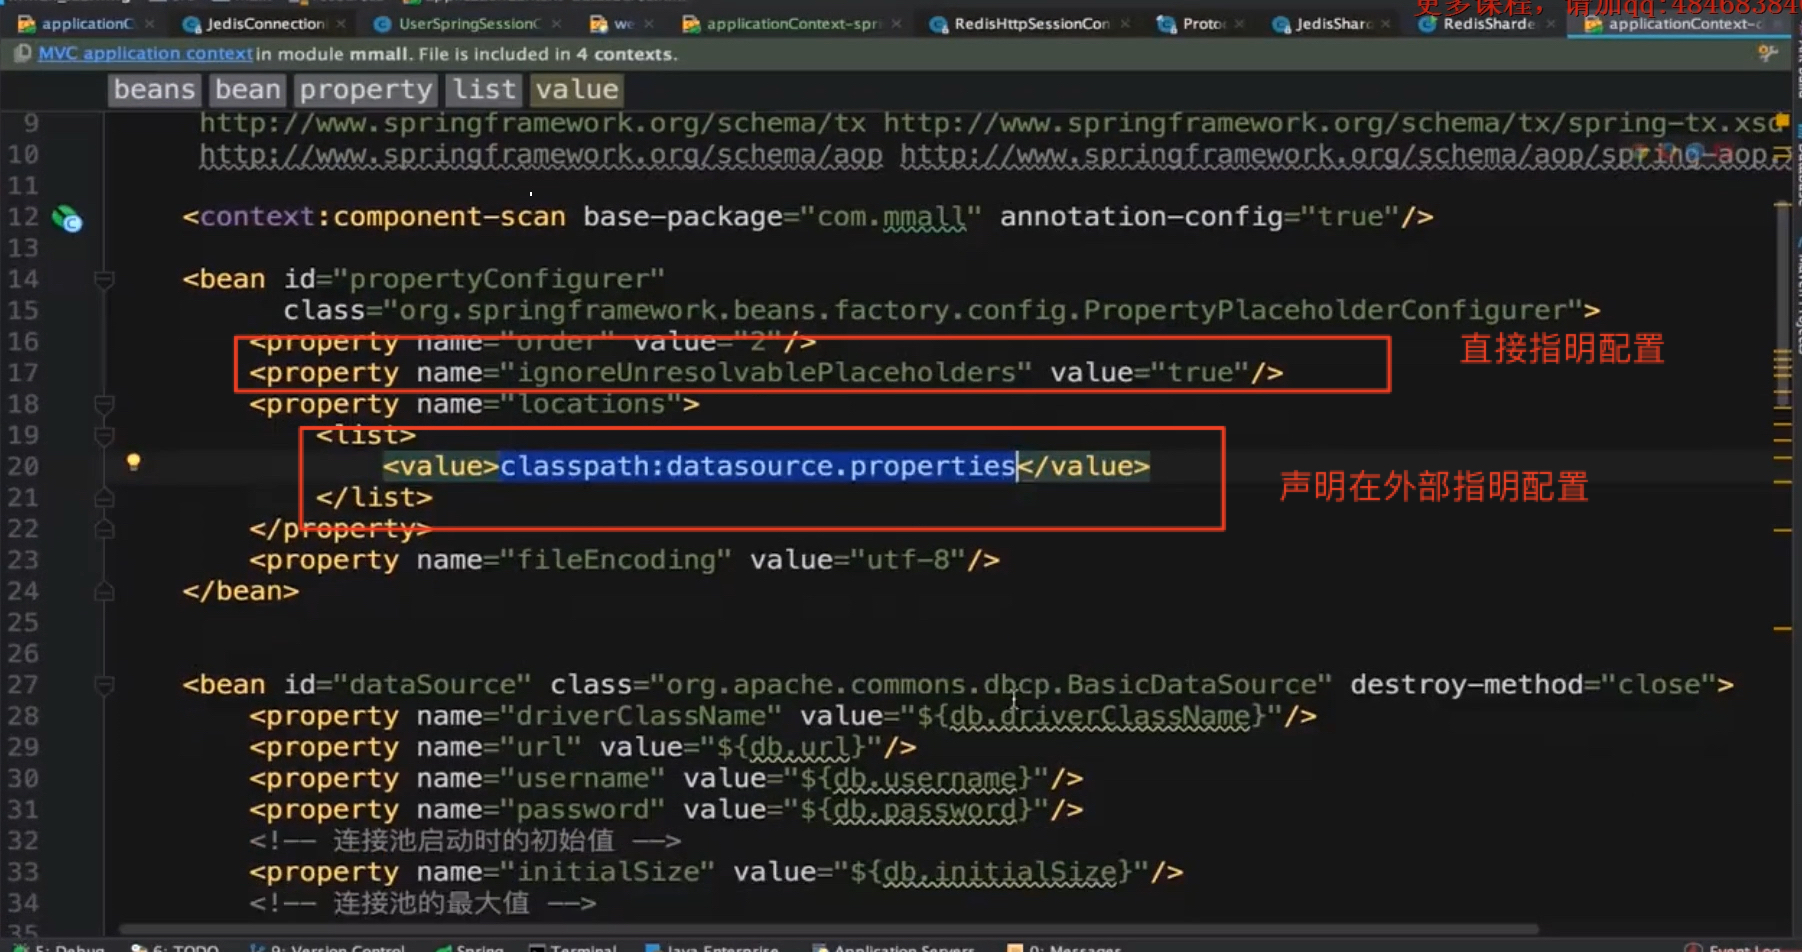 更多课程，请加qq:48468384
applicationC
JedisConnection
UserSpringSession
we
applicationContext-spr
RedisHttpSessionCon
Proto
JedisShar
RedisSharde
applicationContext-
MVC application context in module mmall. File is included in 4 contexts.
beans bean property list value
9 http://www.springframework.org/schema/tx http://www.springframework.org/schema/tx/spring-tx.xsd
10 http://www.springframework.org/schema/aop http://www.springframework.org/schema/aop/spring-aop.
11
12 <context:component-scan base-package="com.mmall" annotation-config="true"/>
13
14 <bean id="propertyConfigurer"
15 class="org.springframework.beans.factory.config.PropertyPlaceholderConfigurer">
16 <property name="order" value="2"/>
直接指明配置
17 <property name="ignoreUnresolvablePlaceholders" value="true"/>
18 <property name="locations">
19 <list>
20 <value>classpath:datasource.properties</value>
声明在外部指明配置
21 </list>
22 </property>
23 <property name="fileEncoding" value="utf-8"/>
24 </bean>
25
26
27 <bean id="dataSource" class="org.apache.commons.dbcp.BasicDataSource" destroy-method="close">
28 <property name="driverClassName" value="${db.driverClassName}"/>
29 <property name="url" value="${db.url}"/>
30 <property name="username" value="${db.username}"/>
31 <property name="password" value="${db.password}"/>
32 <!-- 连接池启动时的初始值 -->
33 <property name="initialSize" value="${db.initialSize}"/>
34 <!-- 连接池的最大值 -->
35
5: Debug 6: TODO 9: Version Control Spring Terminal Java Enterprise Application Servers 0: Messages Event Log